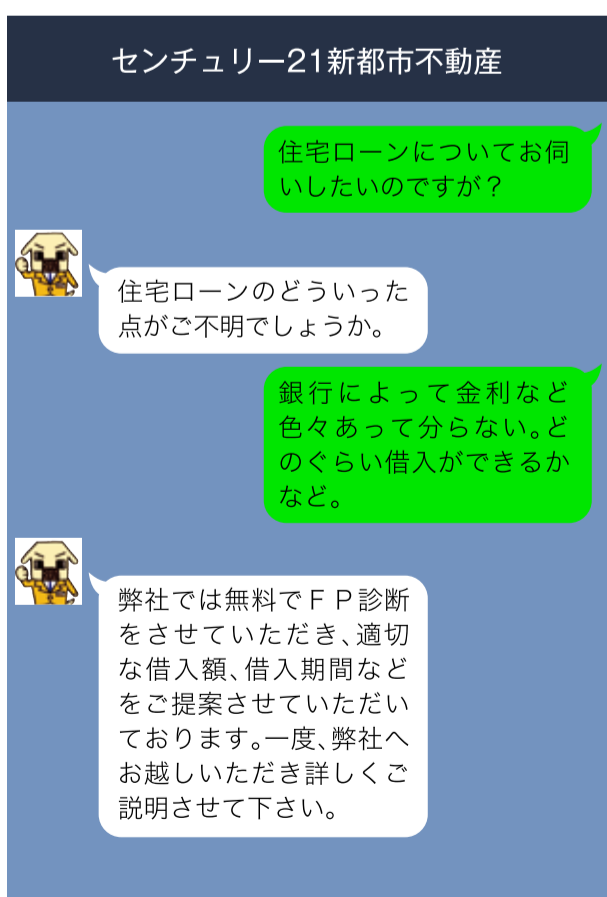 センチュリー21新都市不動産
住宅ローンについてお伺
いしたいのですが？
住宅ローンのどういった
点がご不明でしょうか。
銀行によって金利など
色々あって分らない。ど
のぐらい借入ができるか
など。
弊社では無料でＦＰ診断
をさせていただき、適切
な借入額、借入期間など
をご提案させていただい
ております。一度、弊社へ
お越しいただき詳しくご
説明させて下さい。